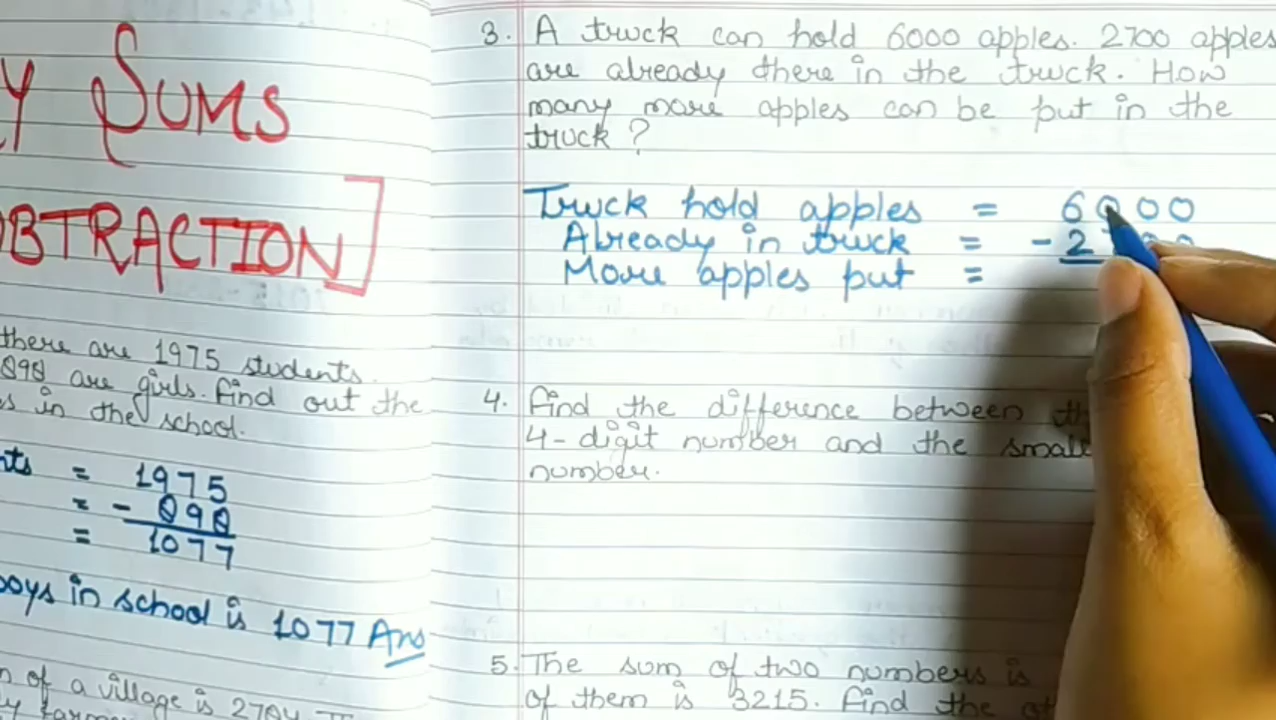 SUMS
BTRACTION]
there are 1975 students
898 are girls. Find out the
in the school.
= 1975
= - 898
= 1077
boys in school is 1077 Ans
of a village is 2784
3. A truck can hold 6000 apples. 2700 apples
are already there in the truck. How
many more apples can be put in the
truck?
Truck hold apples = 6000
Already in truck = - 2
More apples put =
4. Find the difference between
4-digit number and the small
number.
5. The sum of two numbers is
of them is 3215. Find the